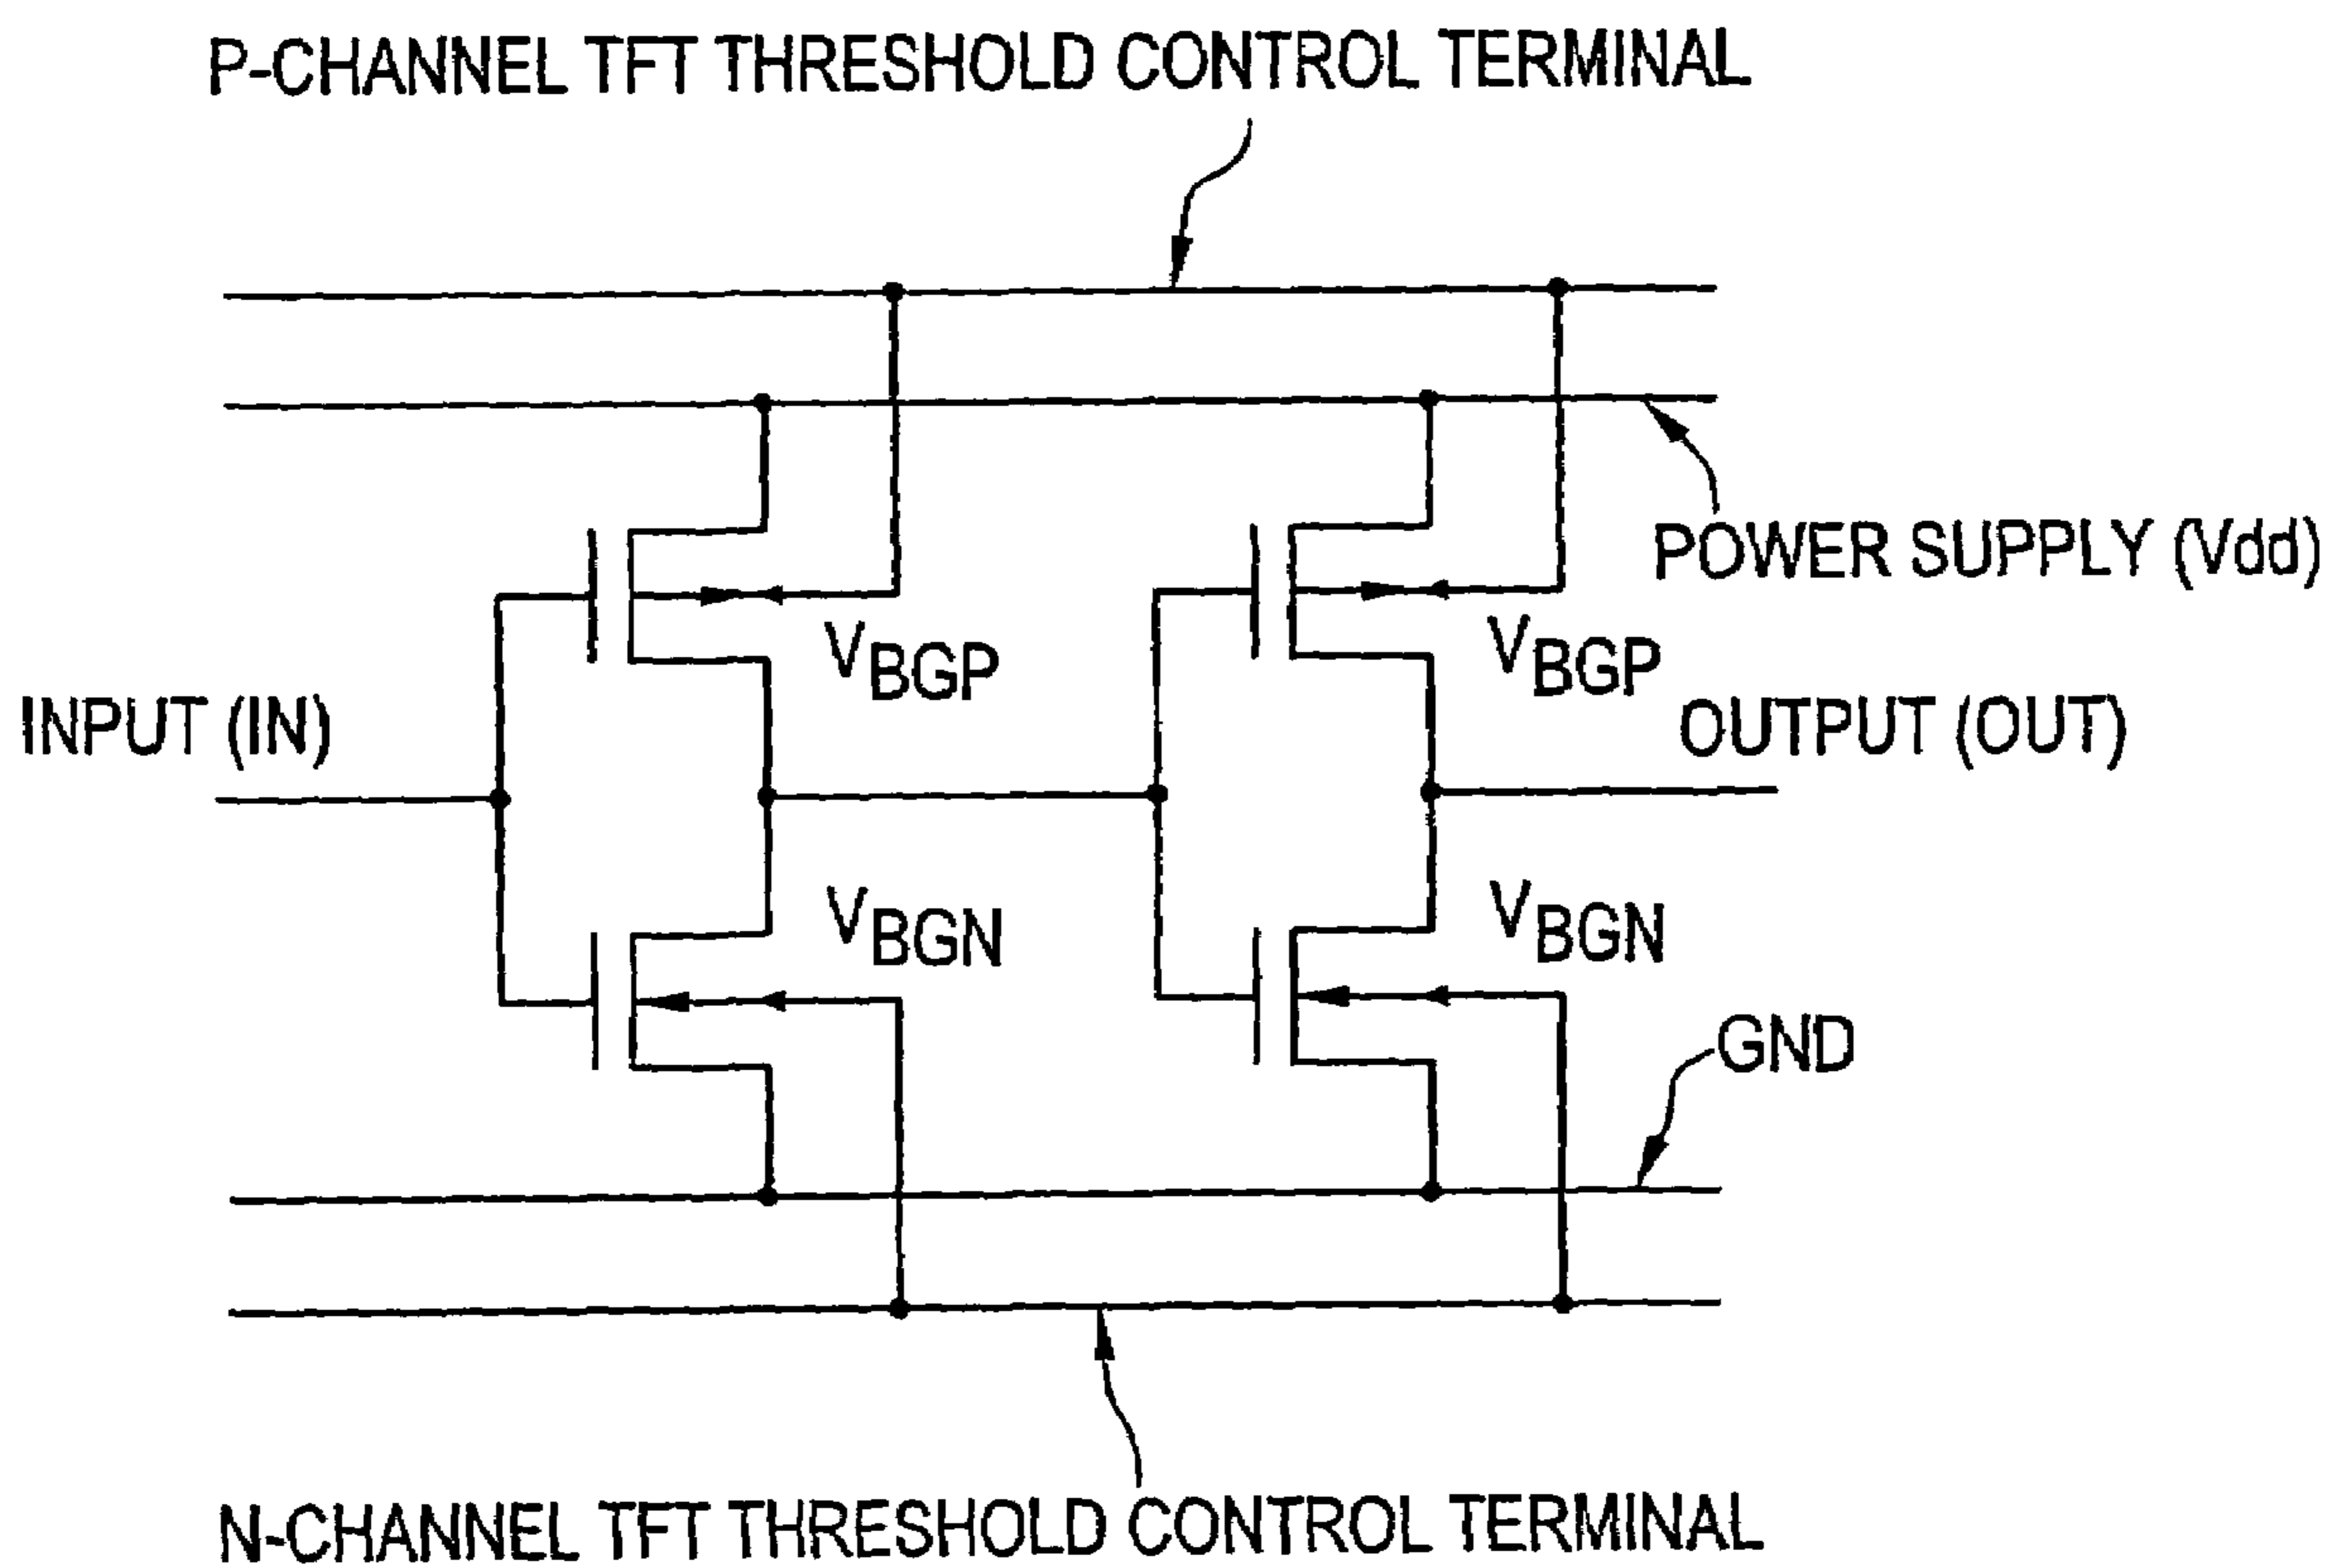 P-CHANNEL TFT THRESHOLD CONTROL TERMINAL
POWER SUPPLY (Vdd)
VBGP
VBGP
INPUT (IN)
OUTPUT (OUT)
VBGN
VBGN
GND
N-CHANNEL TFT THRESHOLD CONTROL TERMINAL